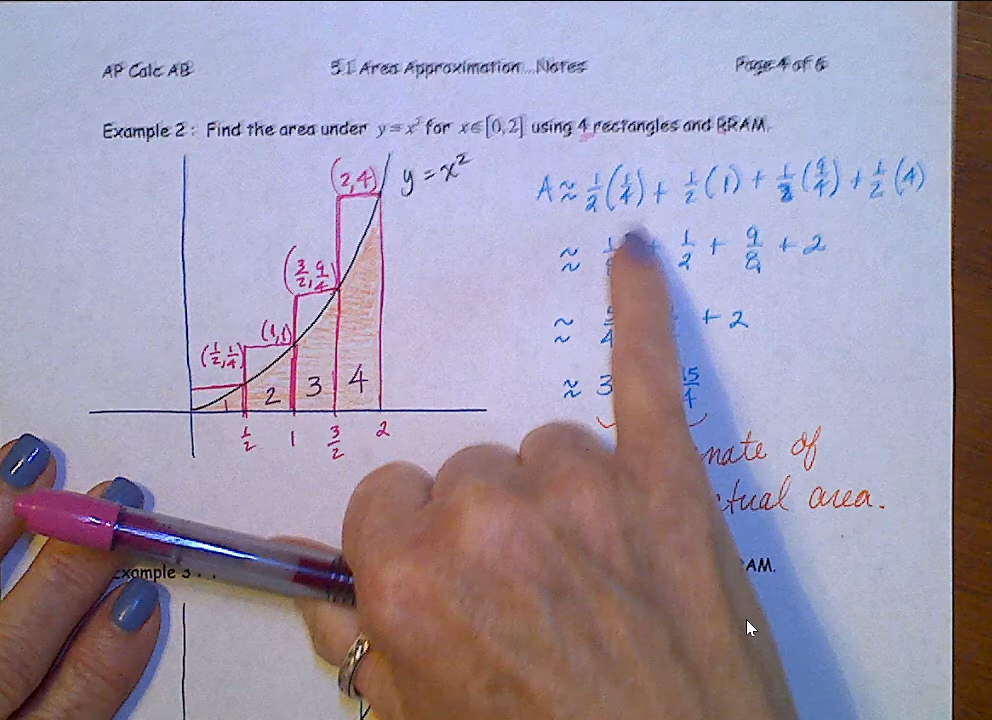 AP Calc AB 5.1 Area Approximation...Notes Page 4 of 6
Example 2: Find the area under y = x² for x∈[0,2] using 4 rectangles and RRAM.
(2,4) y = x²
A ≈ 1/2(1/4) + 1/2(1) + 1/2(9/4) + 1/2(4)
≈ + 1/2 + 9/8 + 2
(3/2, 9/4)
≈ + 2
(1,1)
(1/2, 1/4)
≈ 3 15/4
1 2 3 4
1/2 1 3/2 2
of
actual area.
Example 3 AM.